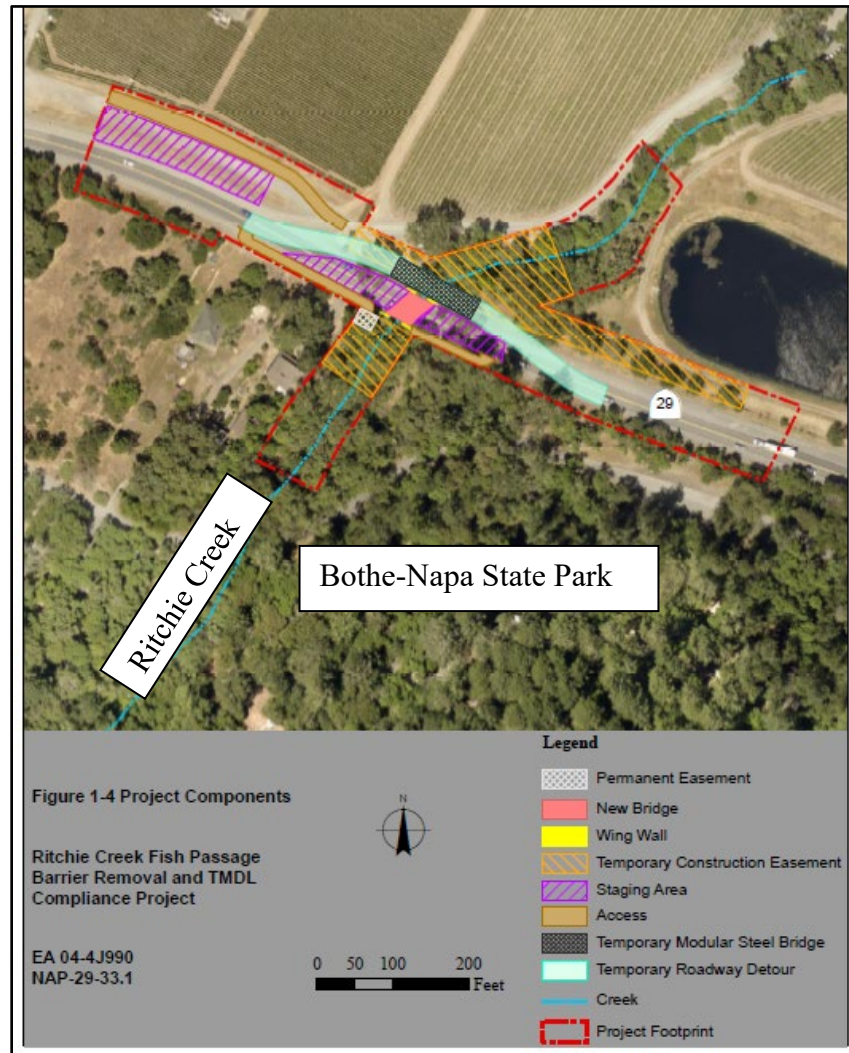 29
Ritchie Creek
Bothe-Napa State Park
Figure 1-4 Project Components
Ritchie Creek Fish Passage
Barrier Removal and TMDL
Compliance Project
EA 04-4J990
NAP-29-33.1
N
0 50 100 200
Feet
Legend
Permanent Easement
New Bridge
Wing Wall
Temporary Construction Easement
Staging Area
Access
Temporary Modular Steel Bridge
Temporary Roadway Detour
Creek
Project Footprint